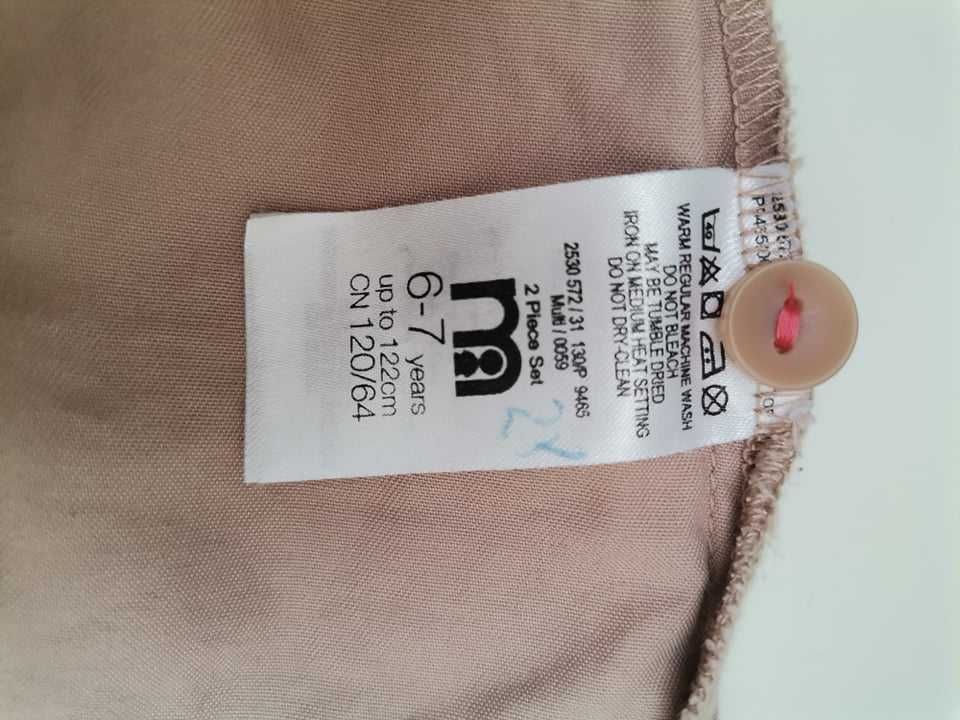 40
WARM REGULAR MACHINE WASH
DO NOT BLEACH
MAY BE TUMBLE DRIED
IRON ON MEDIUM HEAT SETTING
DO NOT DRY-CLEAN
2530 572 / 31 130/P 9465
Multi / 0059
2 Piece Set
m
6-7 years
up to 122cm
CN 120/64